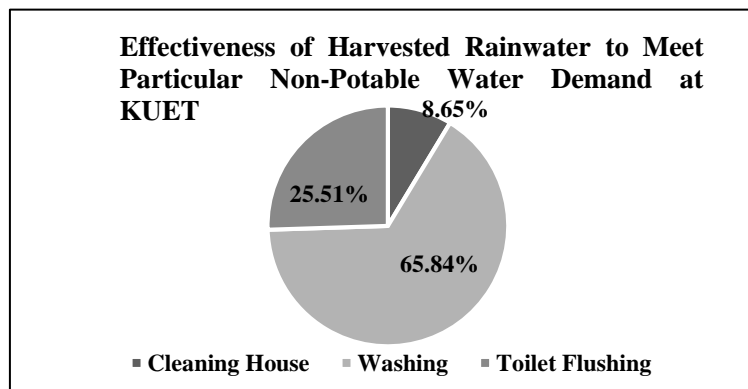 Effectiveness of Harvested Rainwater to Meet
Particular Non-Potable Water Demand at
KUET
8.65%
25.51%
65.84%
Cleaning House Washing Toilet Flushing